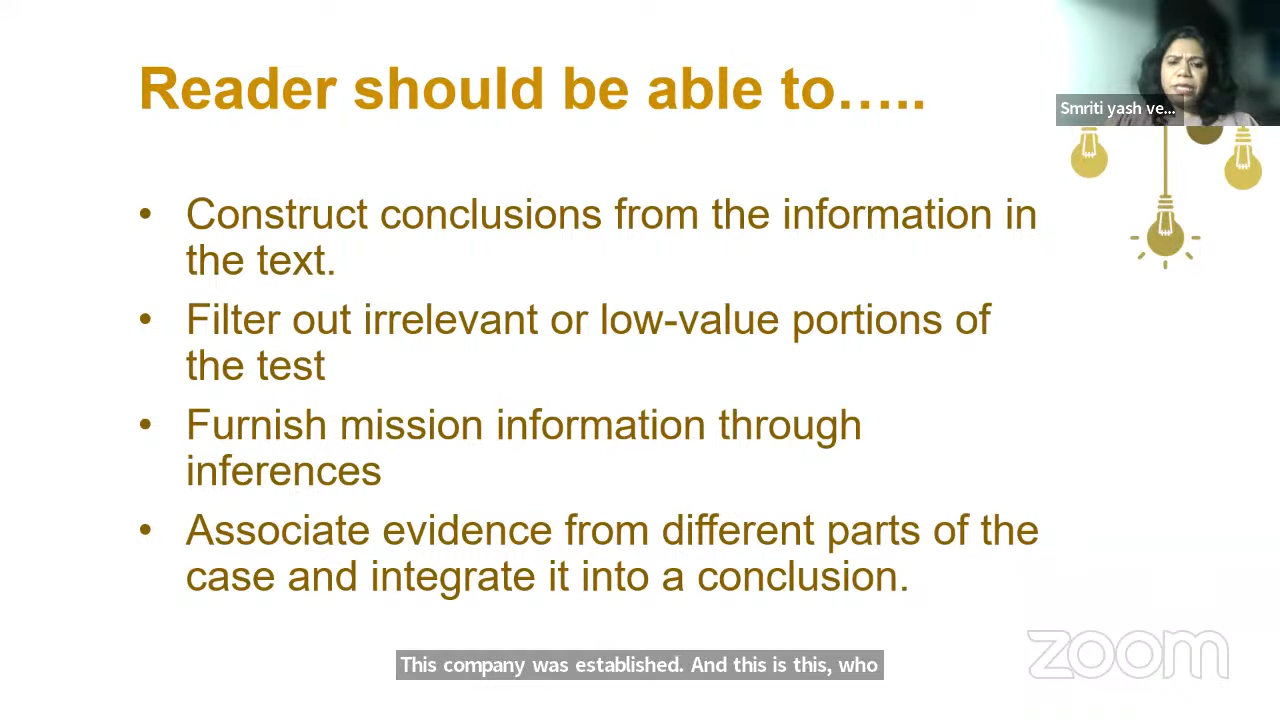 Reader should be able to…..
Smriti yash ve...
• Construct conclusions from the information in
the text.
• Filter out irrelevant or low-value portions of
the test
• Furnish mission information through
inferences
• Associate evidence from different parts of the
case and integrate it into a conclusion.
This company was established. And this is this, who
zoom